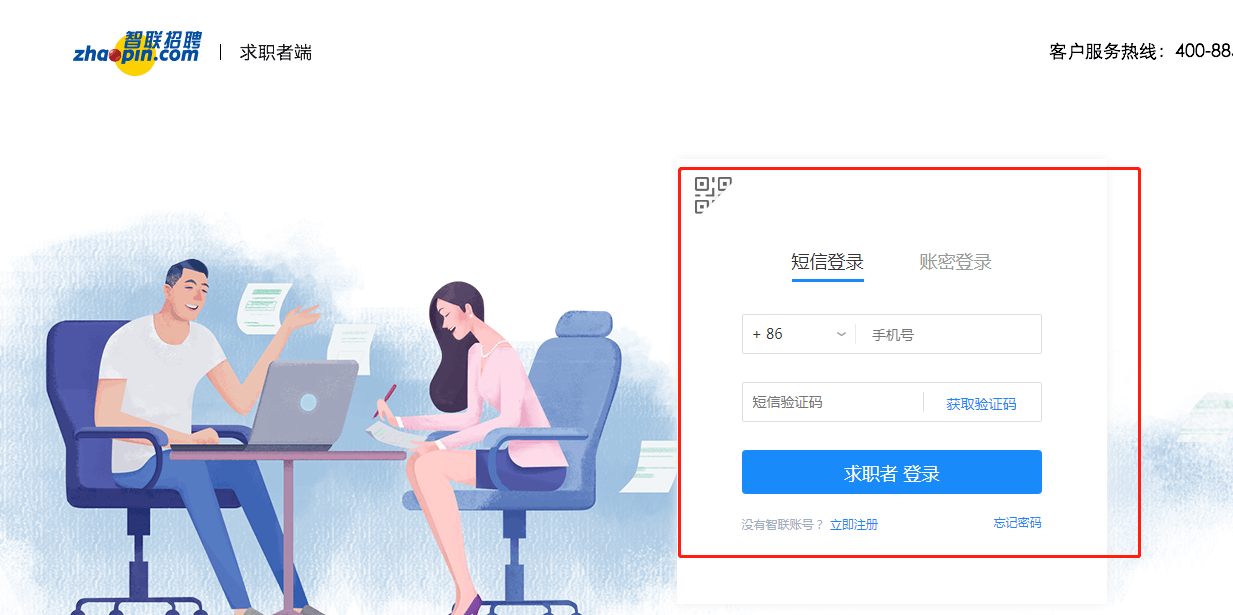 智联招聘
zhaopin.com
求职者端
客户服务热线：400-88
短信登录
账密登录
+ 86
手机号
短信验证码
获取验证码
求职者 登录
没有智联账号？ 立即注册
忘记密码